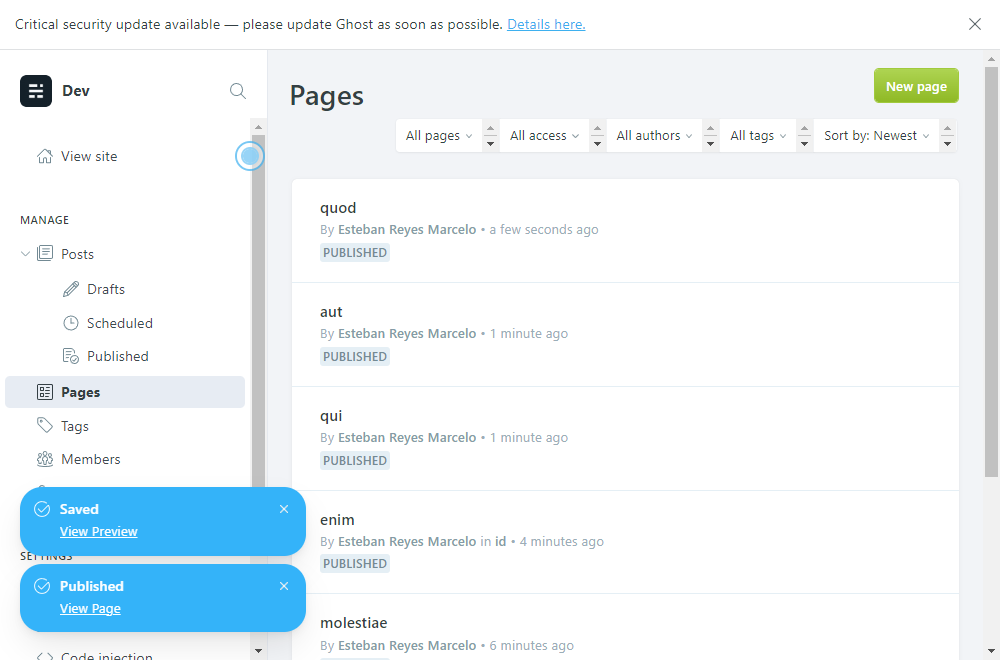 Critical security update available — please update Ghost as soon as possible. Details here.
Dev
View site
MANAGE
Posts
Drafts
Scheduled
Published
Pages
Tags
Members
Saved
View Preview
SETTINGS
Published
View Page
Code injection
Pages
New page
All pages
All access
All authors
All tags
Sort by: Newest
quod
By Esteban Reyes Marcelo • a few seconds ago
PUBLISHED
aut
By Esteban Reyes Marcelo • 1 minute ago
PUBLISHED
qui
By Esteban Reyes Marcelo • 1 minute ago
PUBLISHED
enim
By Esteban Reyes Marcelo in id • 4 minutes ago
PUBLISHED
molestiae
By Esteban Reyes Marcelo • 6 minutes ago